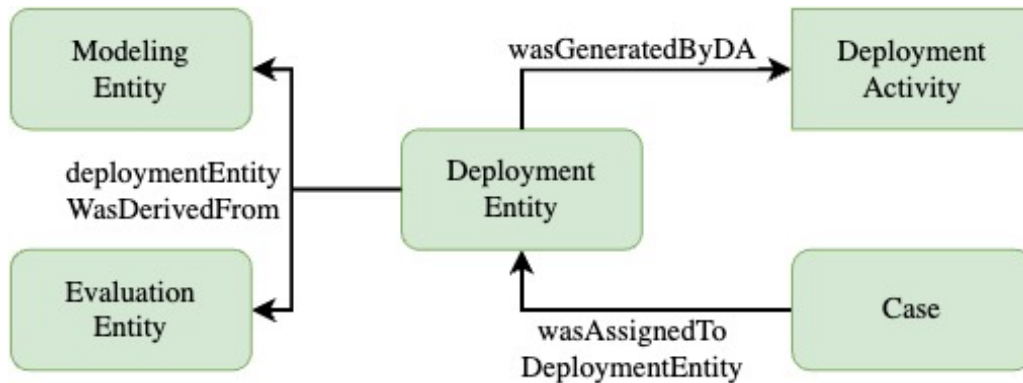 Modeling
Entity
wasGeneratedByDA
Deployment
Activity
deploymentEntity
WasDerivedFrom
Deployment
Entity
Evaluation
Entity
wasAssignedTo
DeploymentEntity
Case